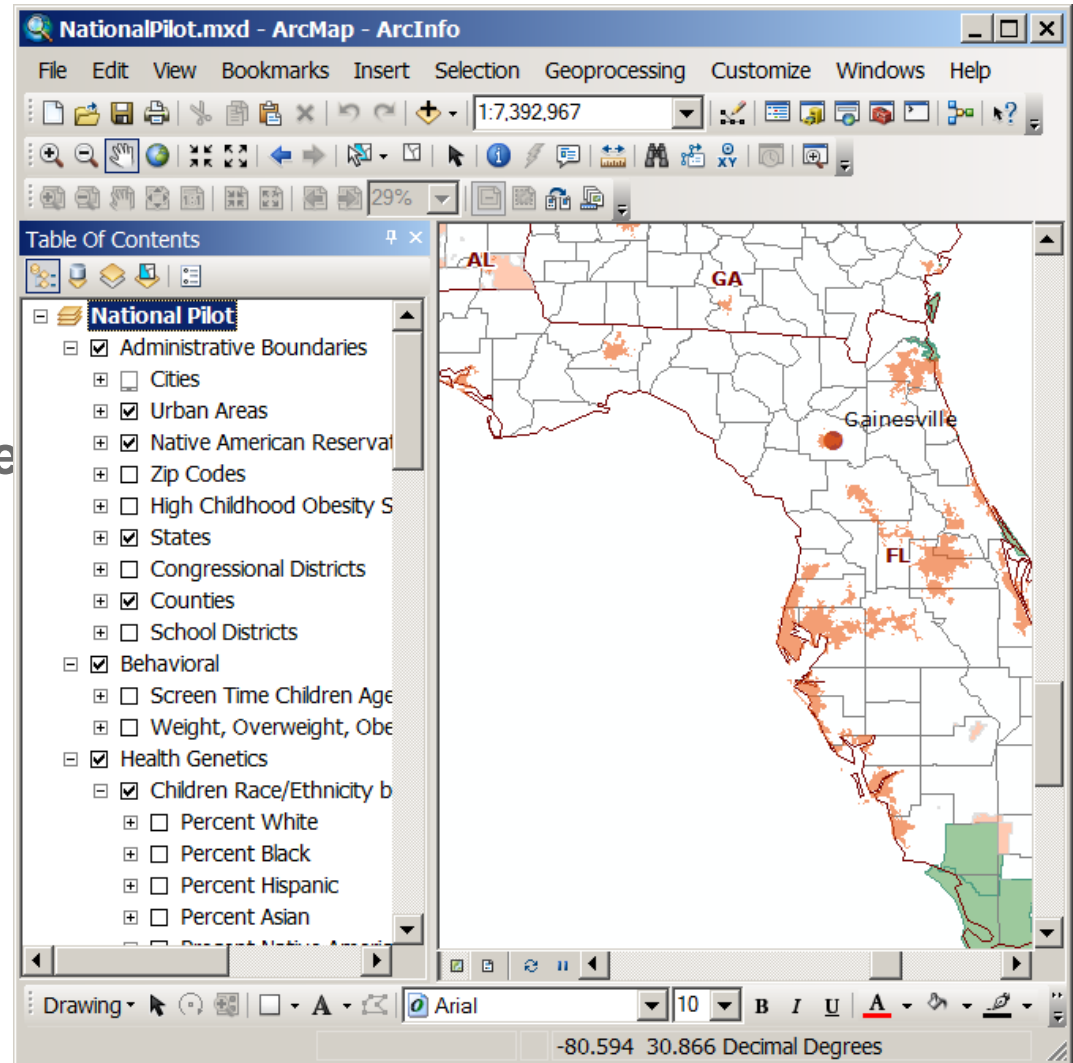 NationalPilot.mxd - ArcMap - ArcInfo
File Edit View Bookmarks Insert Selection Geoprocessing Customize Windows Help
1:7,392,967
29%
Table Of Contents
National Pilot
Administrative Boundaries
Cities
Urban Areas
Native American Reservat
Zip Codes
High Childhood Obesity S
States
Congressional Districts
Counties
School Districts
Behavioral
Screen Time Children Age
Weight, Overweight, Obe
Health Genetics
Children Race/Ethnicity b
Percent White
Percent Black
Percent Hispanic
Percent Asian
e
AL
GA
Gainesville
FL
Drawing A Arial 10 B I U A
-80.594 30.866 Decimal Degrees